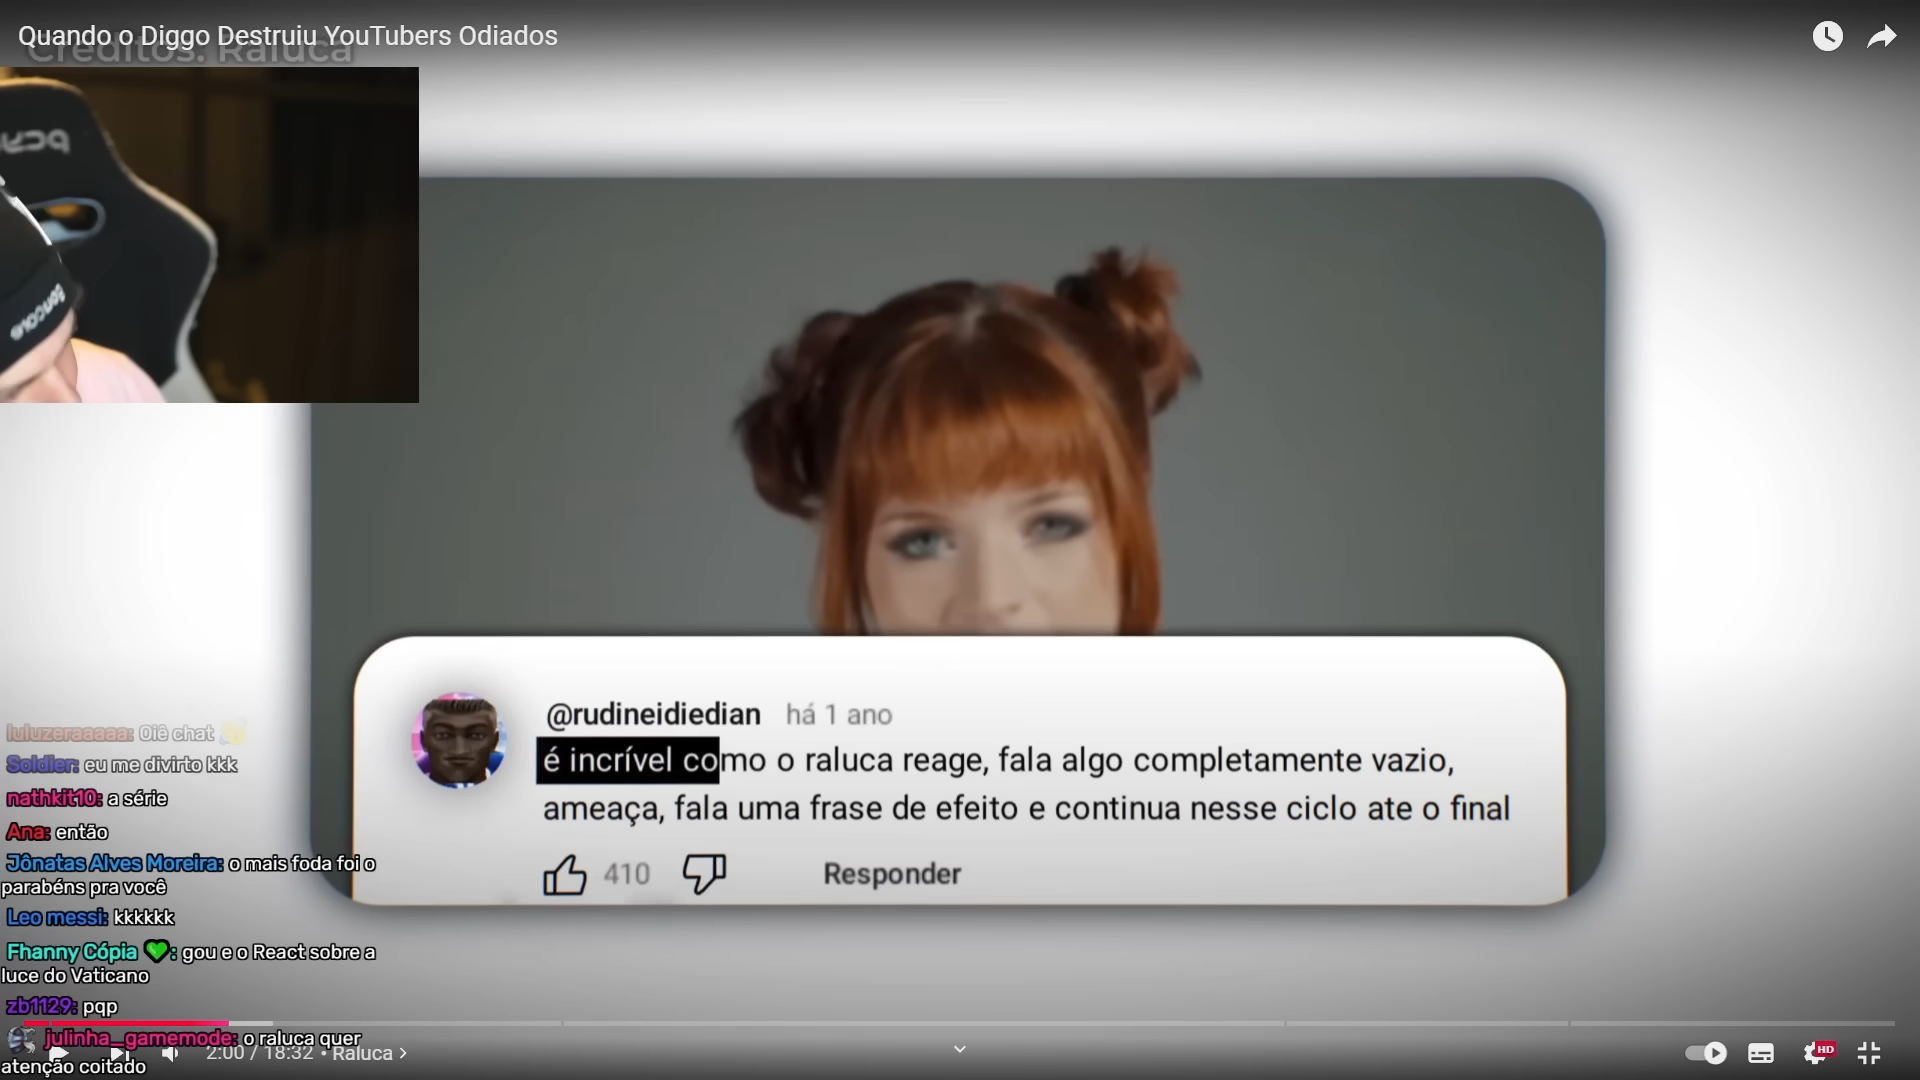 Quando o Diggo Destruiu YouTubers Odiados
Créditos: Raluca
@rudineidiedian há 1 ano
é incrível como o raluca reage, fala algo completamente vazio,
ameaça, fala uma frase de efeito e continua nesse ciclo ate o final
410 Responder
luluzeraaaaa: Oiê chat
Soldier: eu me divirto kkk
nathkit10: a série
Ana: então
Jônatas Alves Moreira: o mais foda foi o
parabéns pra você
Leo messi: kkkkkk
Fhanny Cópia 💚: gou e o React sobre a
luce do Vaticano
zb1129: pqp
julinha_gamemode: o raluca quer
atenção coitado
2:00 / 18:32 • Raluca
HD